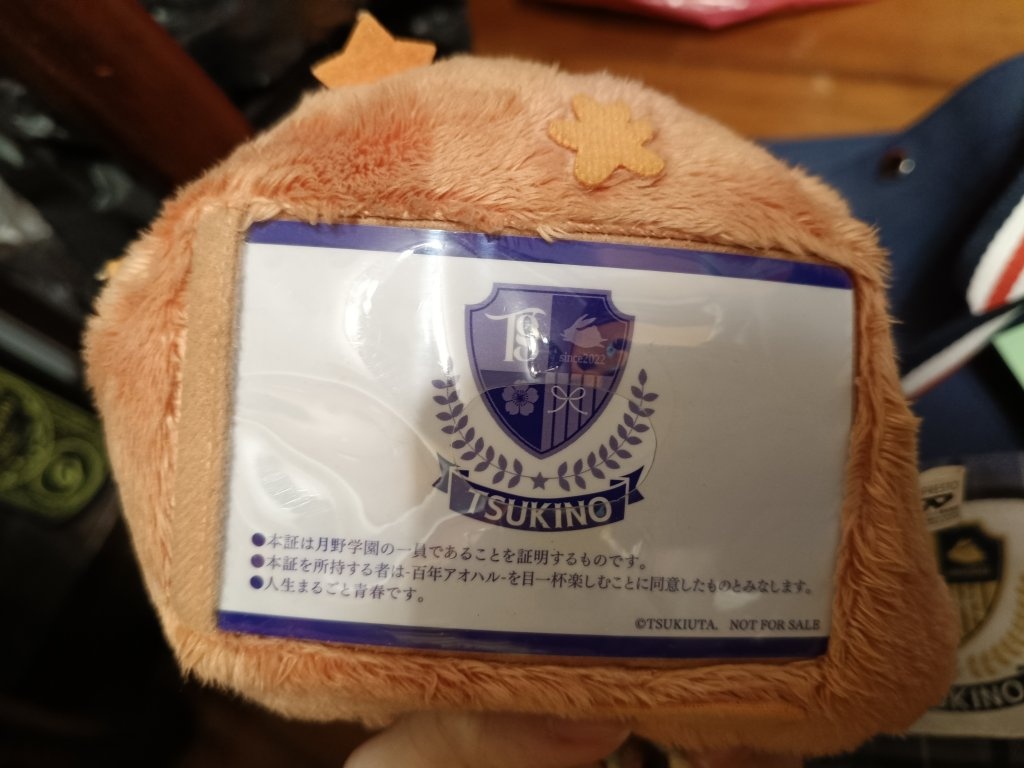 TS
since2022
TSUKINO
●本証は月野学園の一員であることを証明するものです。
●本証を所持する者は-百年アオハル-を目一杯楽しむことに同意したものとみなします。
●人生まるごと青春です。
©TSUKIUTA. NOT FOR SALE
KINO